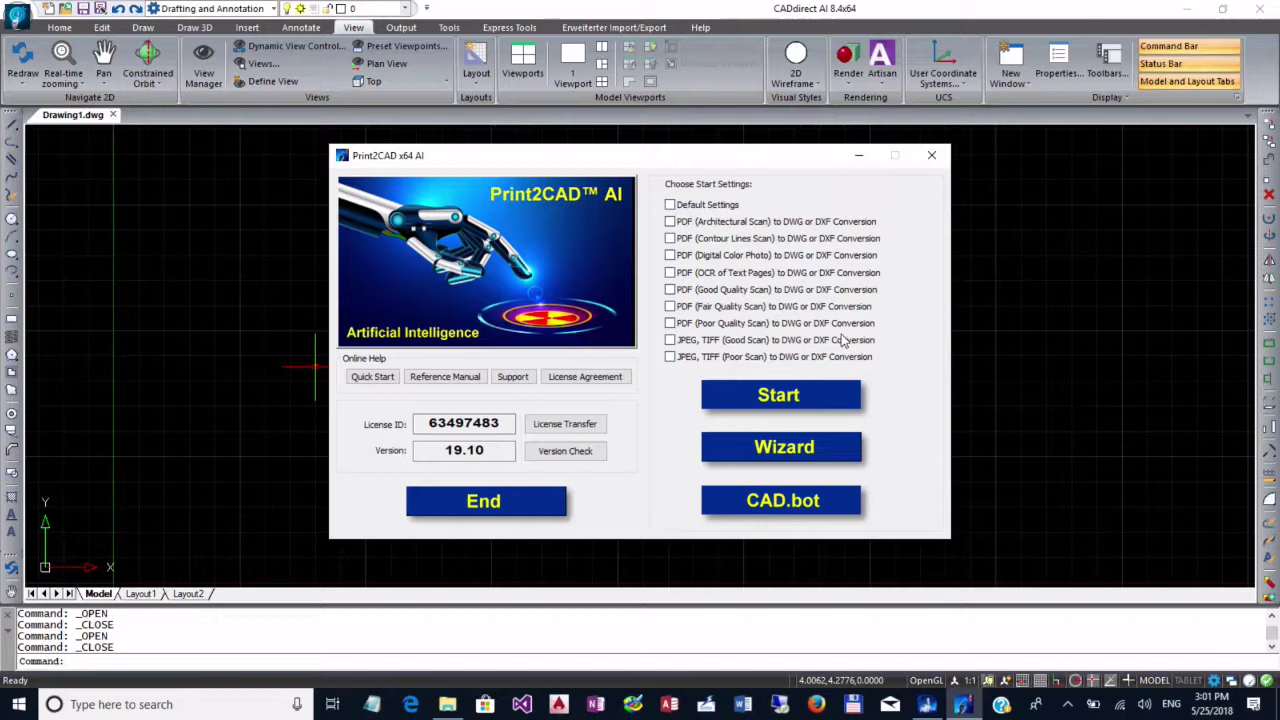 Drafting and Annotation
0
CADdirect AI 8.4x64
Home
Edit
Draw
Draw 3D
Insert
Annotate
View
Output
Tools
Express Tools
Erweiterter Import/Export
Help
Redraw
Real-time zooming
Pan
Constrained Orbit
View Manager
Dynamic View Control...
Views...
Define View
Preset Viewpoints...
Plan View
Top
Layout
Viewports
1 Viewport
2D Wireframe
Render
Artisan
User Coordinate Systems...
New Window
Properties...
Toolbars...
Command Bar
Status Bar
Model and Layout Tabs
Navigate 2D
Views
Layouts
Model Viewports
Visual Styles
Rendering
UCS
Display
Drawing1.dwg
Print2CAD x64 AI
Print2CAD™ AI
Artificial Intelligence
Online Help
Quick Start
Reference Manual
Support
License Agreement
License ID:
63497483
License Transfer
Version:
19.10
Version Check
End
Choose Start Settings:
Default Settings
PDF (Architectural Scan) to DWG or DXF Conversion
PDF (Contour Lines Scan) to DWG or DXF Conversion
PDF (Digital Color Photo) to DWG or DXF Conversion
PDF (OCR of Text Pages) to DWG or DXF Conversion
PDF (Good Quality Scan) to DWG or DXF Conversion
PDF (Fair Quality Scan) to DWG or DXF Conversion
PDF (Poor Quality Scan) to DWG or DXF Conversion
JPEG, TIFF (Good Scan) to DWG or DXF Conversion
JPEG, TIFF (Poor Scan) to DWG or DXF Conversion
Start
Wizard
CAD.bot
Y
X
Model
Layout1
Layout2
Command: _OPEN
Command: _CLOSE
Command: _OPEN
Command: _CLOSE
Command:
Ready
4.0062,4.2776,0.0000
OpenGL
1:1
MODEL
TABLET
Type here to search
3:01 PM
5/25/2018